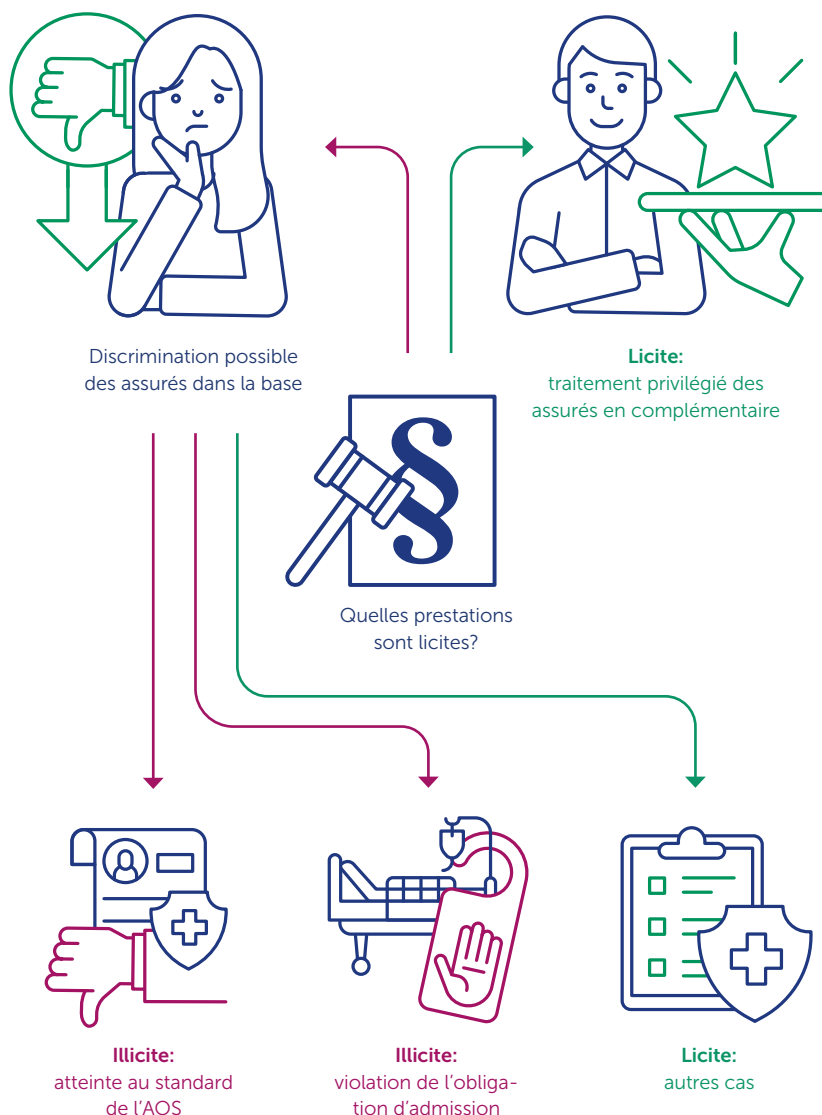 Discrimination possible
des assurés dans la base
Licite:
traitement privilégié des
assurés en complémentaire
§
Quelles prestations
sont licites?
Illicite:
atteinte au standard
de l’AOS
Illicite:
violation de l’obliga-
tion d’admission
Licite:
autres cas